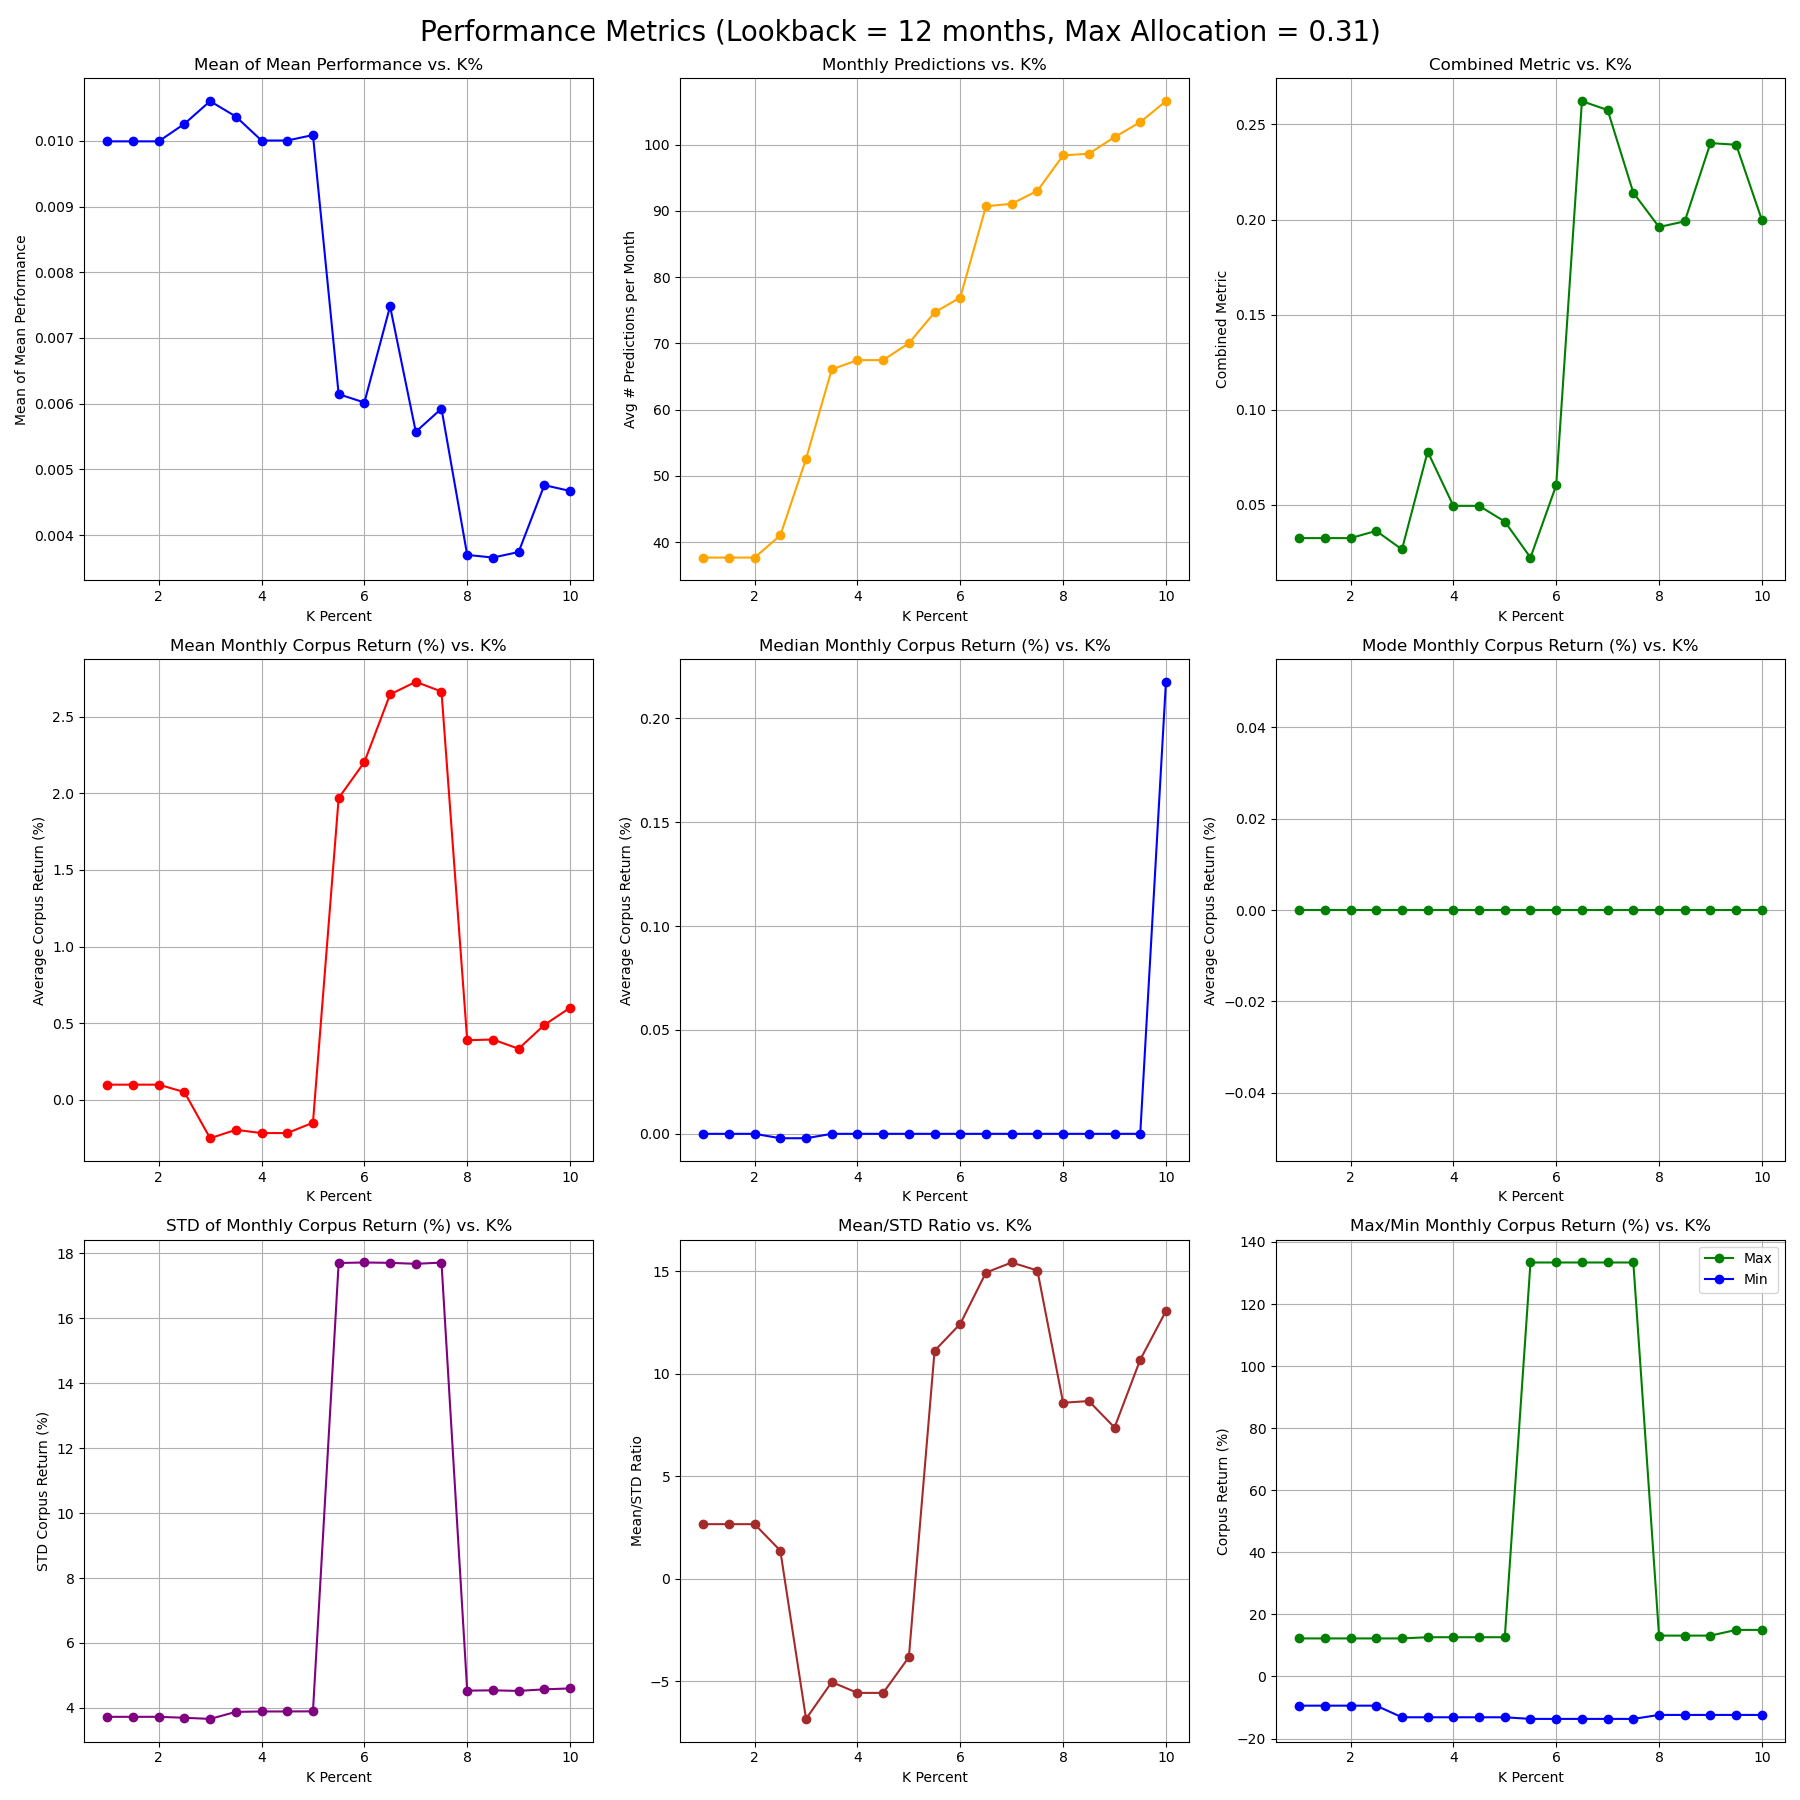 Performance Metrics (Lookback = 12 months, Max Allocation = 0.31)
Mean of Mean Performance vs. K%
Mean of Mean Performance
0.010
0.009
0.008
0.007
0.006
0.005
0.004
2 4 6 8 10
K Percent
Monthly Predictions vs. K%
Avg # Predictions per Month
100
90
80
70
60
50
40
2 4 6 8 10
K Percent
Combined Metric vs. K%
Combined Metric
0.25
0.20
0.15
0.10
0.05
2 4 6 8 10
K Percent
Mean Monthly Corpus Return (%) vs. K%
Average Corpus Return (%)
2.5
2.0
1.5
1.0
0.5
0.0
2 4 6 8 10
K Percent
Median Monthly Corpus Return (%) vs. K%
Average Corpus Return (%)
0.20
0.15
0.10
0.05
0.00
2 4 6 8 10
K Percent
Mode Monthly Corpus Return (%) vs. K%
Average Corpus Return (%)
0.04
0.02
0.00
−0.02
−0.04
2 4 6 8 10
K Percent
STD of Monthly Corpus Return (%) vs. K%
STD Corpus Return (%)
18
16
14
12
10
8
6
4
2 4 6 8 10
K Percent
Mean/STD Ratio vs. K%
Mean/STD Ratio
15
10
5
0
−5
2 4 6 8 10
K Percent
Max/Min Monthly Corpus Return (%) vs. K%
Corpus Return (%)
140
120
100
80
60
40
20
0
−20
Max
Min
2 4 6 8 10
K Percent